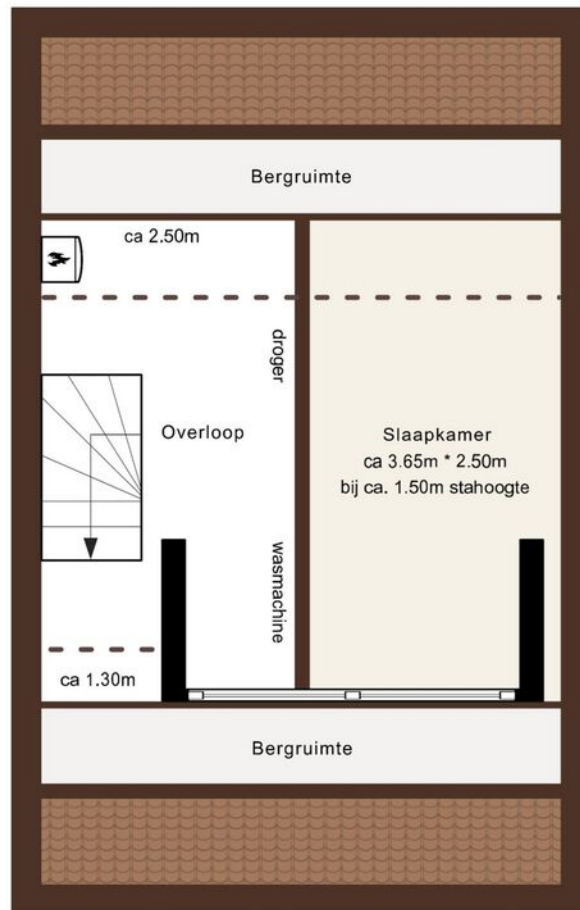 Bergruimte
ca 2.50m
droger
Overloop
Slaapkamer
ca 3.65m * 2.50m
bij ca. 1.50m stahoogte
wasmachine
ca 1.30m
Bergruimte